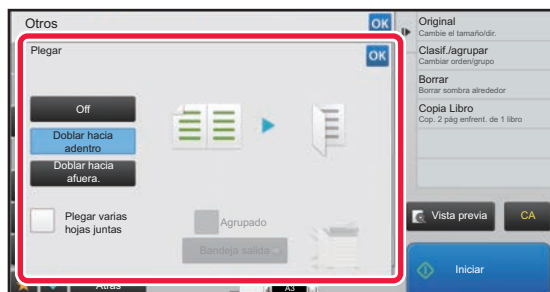 Otros
OK
Plegar
OK
Off
Doblar hacia
adentro
Doblar hacia
afuera.
Plegar varias
hojas juntas
Agrupado
Bandeja salida
Atrás
A3
Original
Cambie el tamaño/dir.
Clasif./agrupar
Cambiar orden/grupo
Borrar
Borrar sombra alrededor
Copia Libro
Cop. 2 pág enfrent. de 1 libro
Vista previa
CA
Iniciar